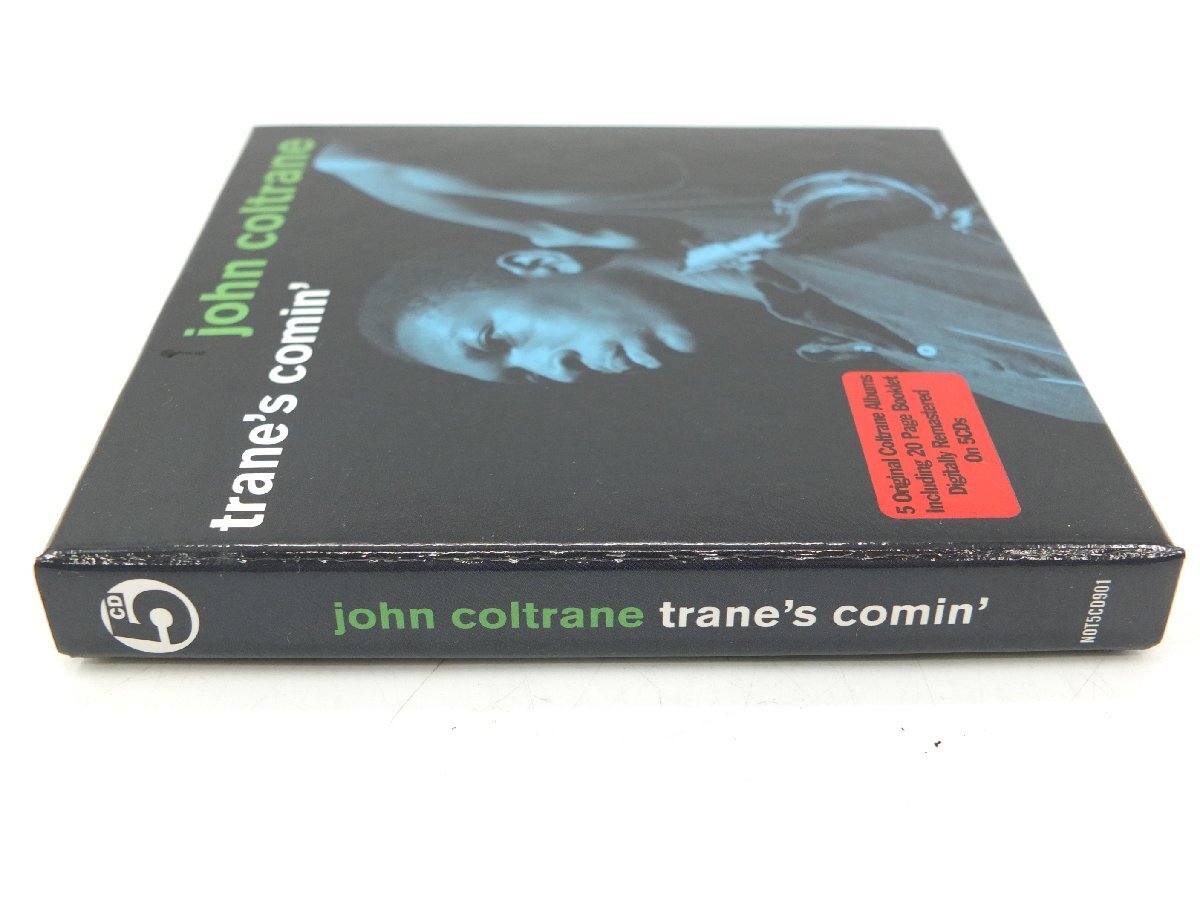 john coltrane
trane's comin'
5 Original Coltrane Albums
Including 20 Page Booklet
Digitally Remastered
On 5CDs
5
CD
john coltrane trane's comin'
NOT5CD901